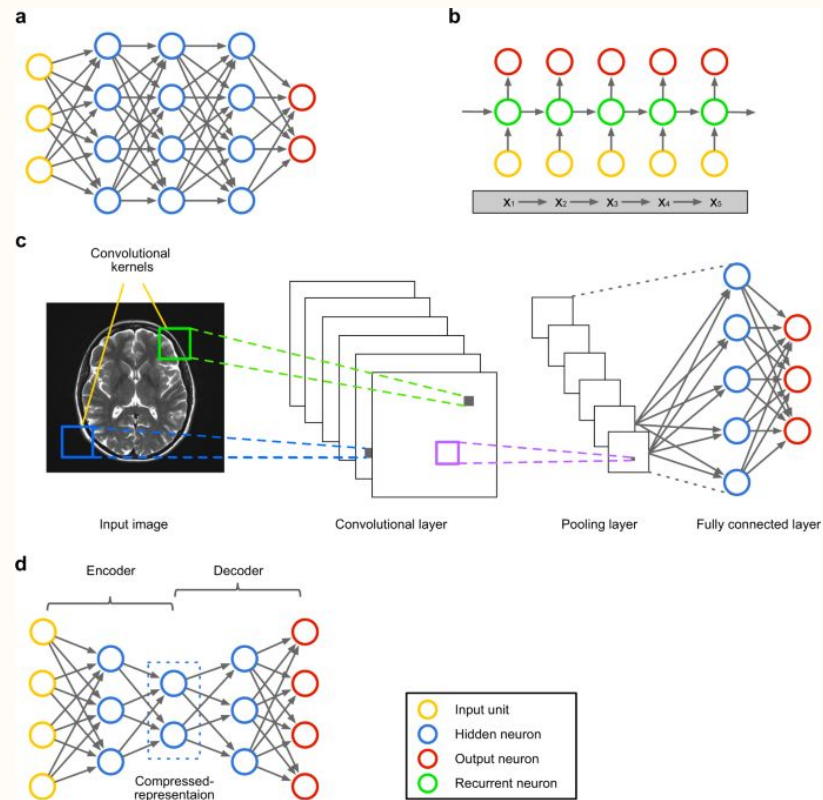 a
b
X1 X2 X3 X4 X5
c
Convolutional
kernels
Input image
Convolutional layer
Pooling layer
Fully connected layer
d
Encoder
Decoder
Compressed-
representaion
Input unit
Hidden neuron
Output neuron
Recurrent neuron